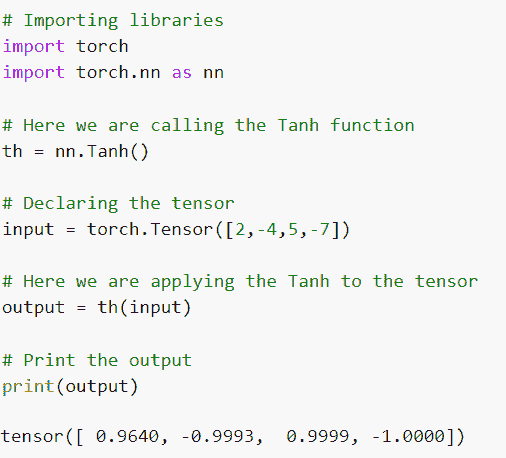 # Importing libraries
import torch
import torch.nn as nn
# Here we are calling the Tanh function
th = nn.Tanh()
# Declaring the tensor
input = torch.Tensor([2,-4,5,-7])
# Here we are applying the Tanh to the tensor
output = th(input)
# Print the output
print(output)
tensor([ 0.9640, -0.9993,  0.9999, -1.0000])